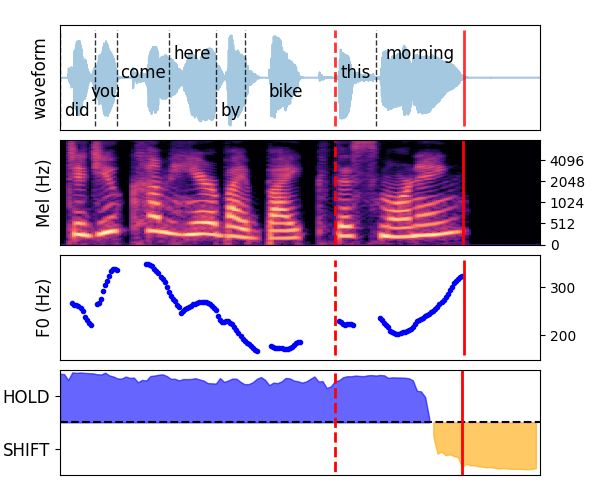 waveform
did you come here by bike this morning
Mel (Hz)
4096
2048
1024
512
0
F0 (Hz)
300
200
HOLD
SHIFT